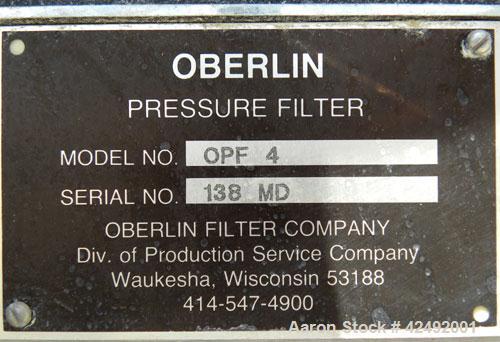 OBERLIN
PRESSURE FILTER
MODEL NO. OPF 4
SERIAL NO. 138 MD
OBERLIN FILTER COMPANY
Div. of Production Service Company
Waukesha, Wisconsin 53188
414-547-4900
Aaron Stock # 42492001